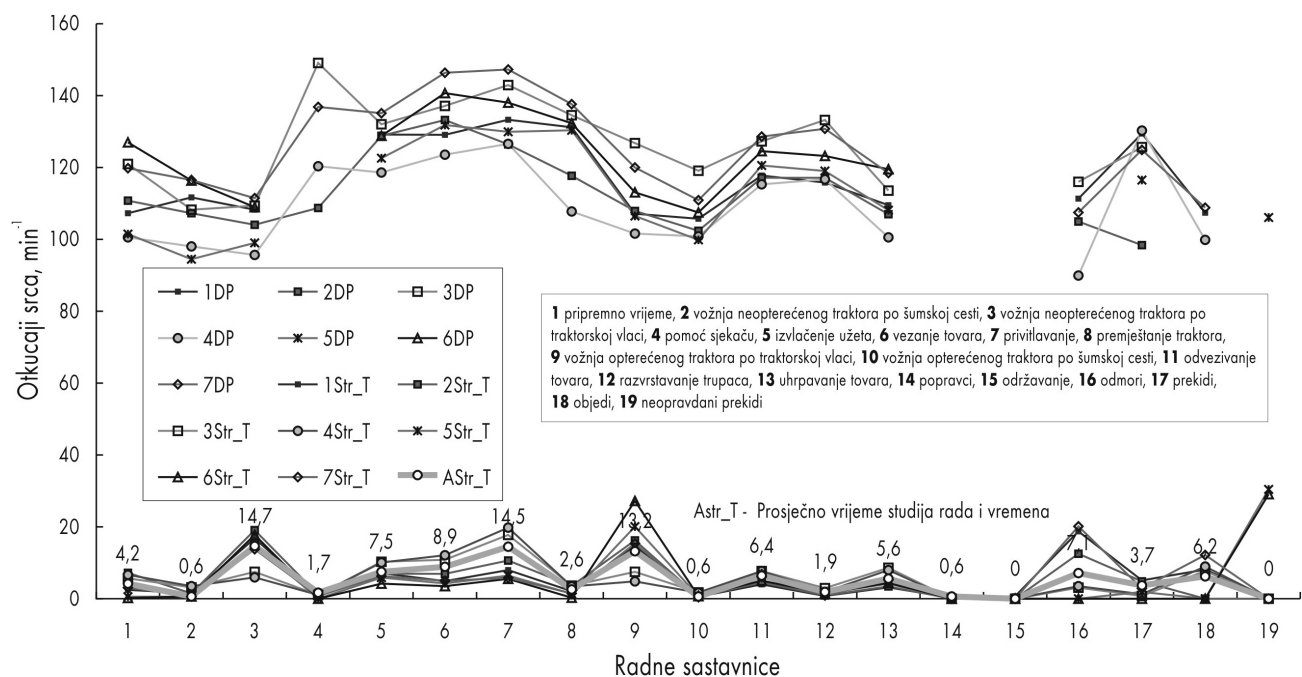 160
140
120
100
80
60
40
20
0
Otkucaji srca, min⁻¹
1DP 2DP 3DP
4DP 5DP 6DP
7DP 1Str_T 2Str_T
3Str_T 4Str_T 5Str_T
6Str_T 7Str_T AStr_T
1 pripremno vrijeme, 2 vožnja neopterećenog traktora po šumskoj cesti, 3 vožnja neopterećenog traktora po
traktorskoj vlaci, 4 pomoć sjekaču, 5 izvlačenje užeta, 6 vezanje tovara, 7 privitlavanje, 8 premještanje traktora,
9 vožnja opterećenog traktora po traktorskoj vlaci, 10 vožnja opterećenog traktora po šumskoj cesti, 11 odvezivanje
tovara, 12 razvrstavanje trupaca, 13 uhrpavanje tovara, 14 popravci, 15 održavanje, 16 odmori, 17 prekidi,
18 objedi, 19 neopravdani prekidi
Astr_T - Prosječno vrijeme studija rada i vremena
4,2 0,6 14,7 1,7 7,5 8,9 14,5 2,6 13,2 0,6 6,4 1,9 5,6 0,6 0 3,7 6,2 0
1 2 3 4 5 6 7 8 9 10 11 12 13 14 15 16 17 18 19
Radne sastavnice